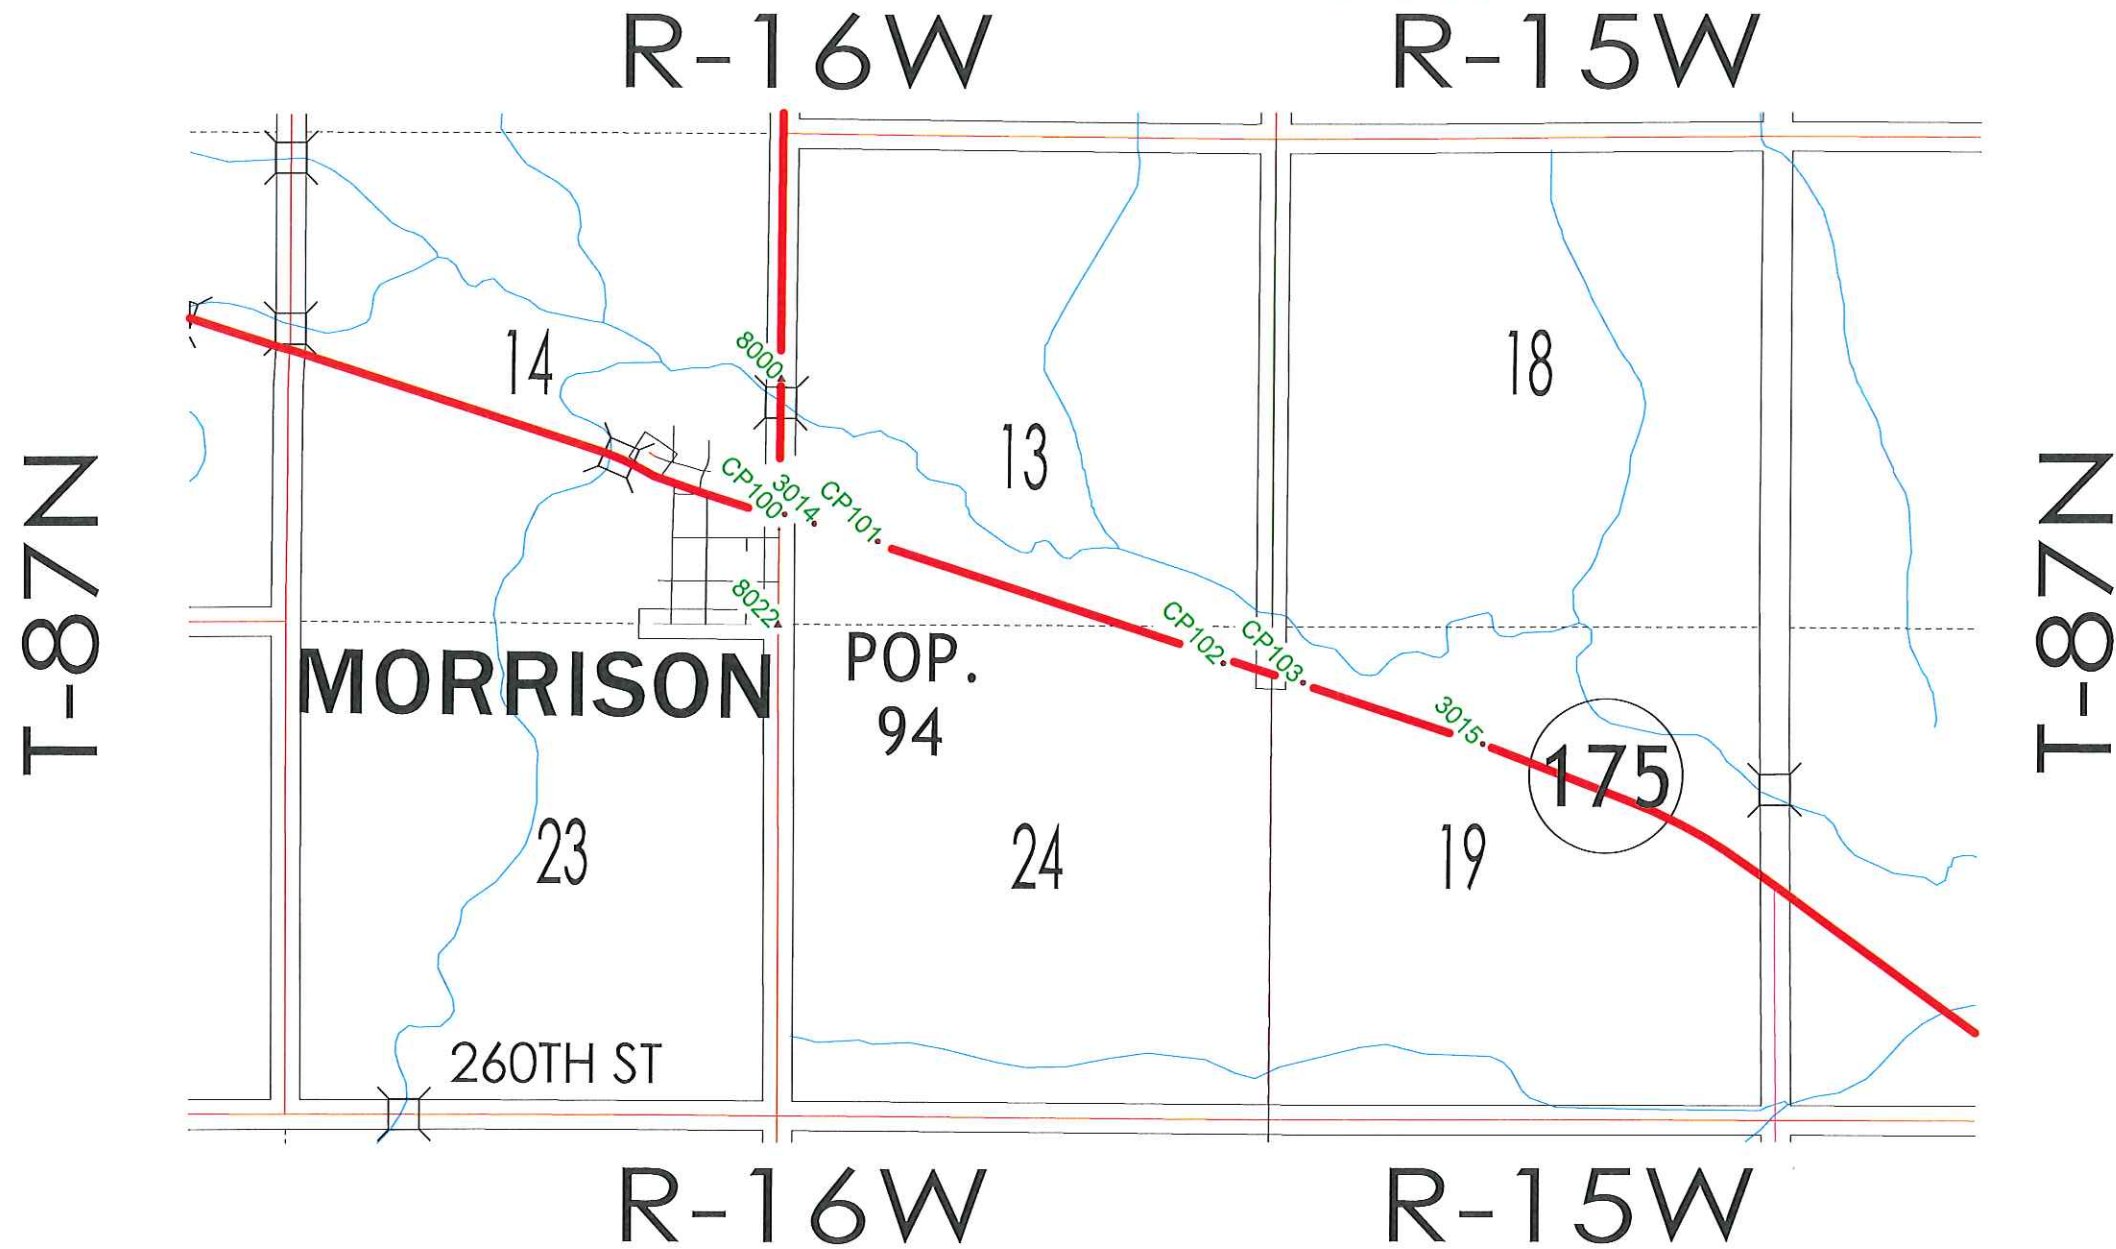 R-16W
R-15W
T-87N
T-87N
14
8000
18
13
CP100
3014
CP101
8022
CP102
CP103
MORRISON
POP.
94
3015
175
23
24
19
260TH ST
R-16W
R-15W